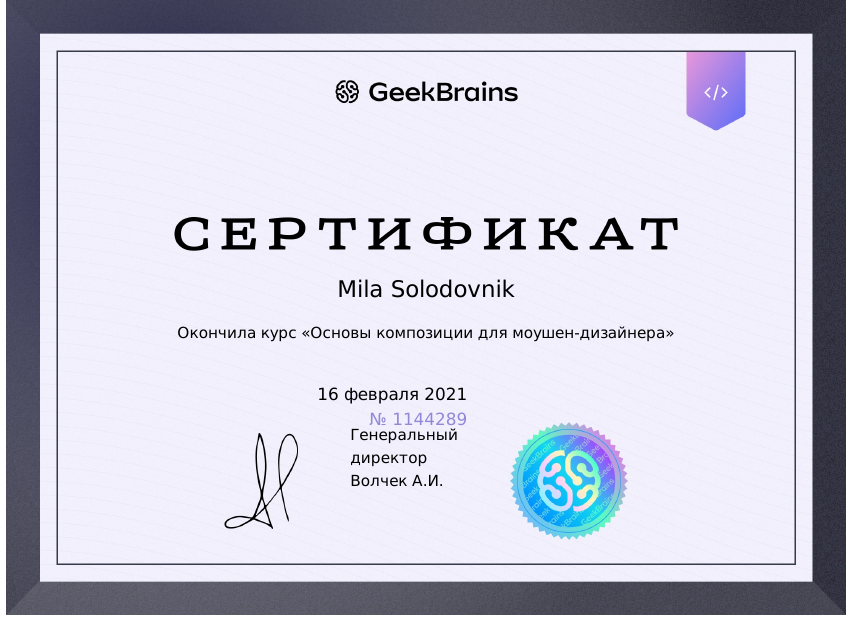 GeekBrains
</>
СЕРТИФИКАТ
Mila Solodovnik
Окончила курс «Основы композиции для моушен-дизайнера»
16 февраля 2021
№ 1144289
Генеральный
директор
Волчек А.И.